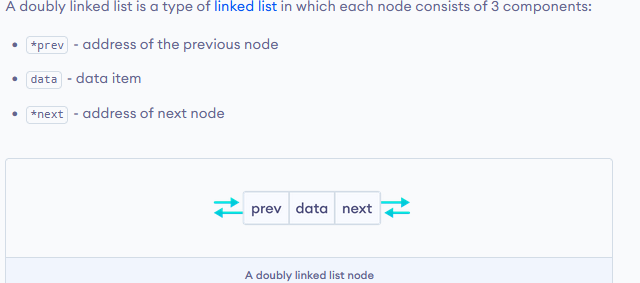 A doubly linked list is a type of linked list in which each node consists of 3 components:
*prev - address of the previous node
data - data item
*next - address of next node
prev data next
A doubly linked list node